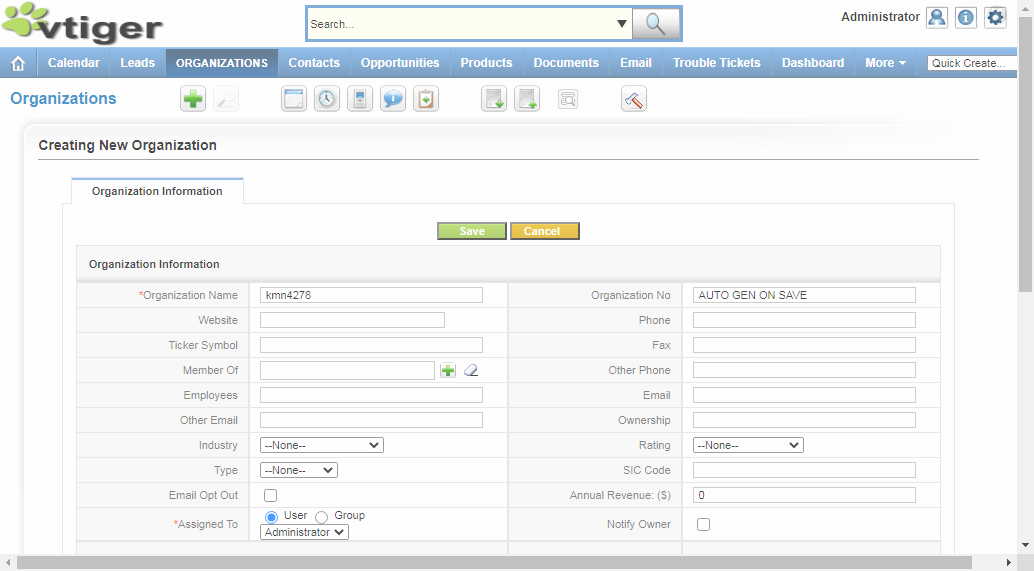 vtiger
Search...
Administrator
Calendar Leads ORGANIZATIONS Contacts Opportunities Products Documents Email Trouble Tickets Dashboard More Quick Create...
Organizations
Creating New Organization
Organization Information
Save Cancel
Organization Information
*Organization Name kmn4278 Organization No AUTO GEN ON SAVE
Website Phone
Ticker Symbol Fax
Member Of Other Phone
Employees Email
Other Email Ownership
Industry --None-- Rating --None--
Type --None-- SIC Code
Email Opt Out Annual Revenue: ($) 0
*Assigned To User Group Notify Owner
Administrator